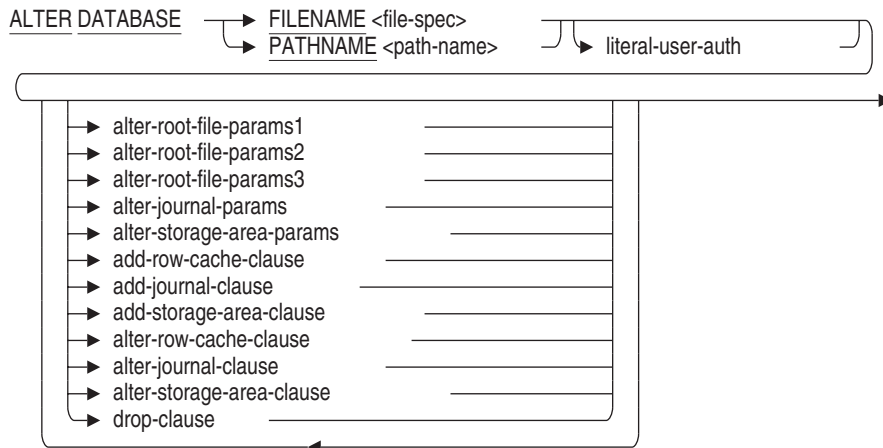 ALTER DATABASE FILENAME <file-spec>
PATHNAME <path-name> literal-user-auth
alter-root-file-params1
alter-root-file-params2
alter-root-file-params3
alter-journal-params
alter-storage-area-params
add-row-cache-clause
add-journal-clause
add-storage-area-clause
alter-row-cache-clause
alter-journal-clause
alter-storage-area-clause
drop-clause